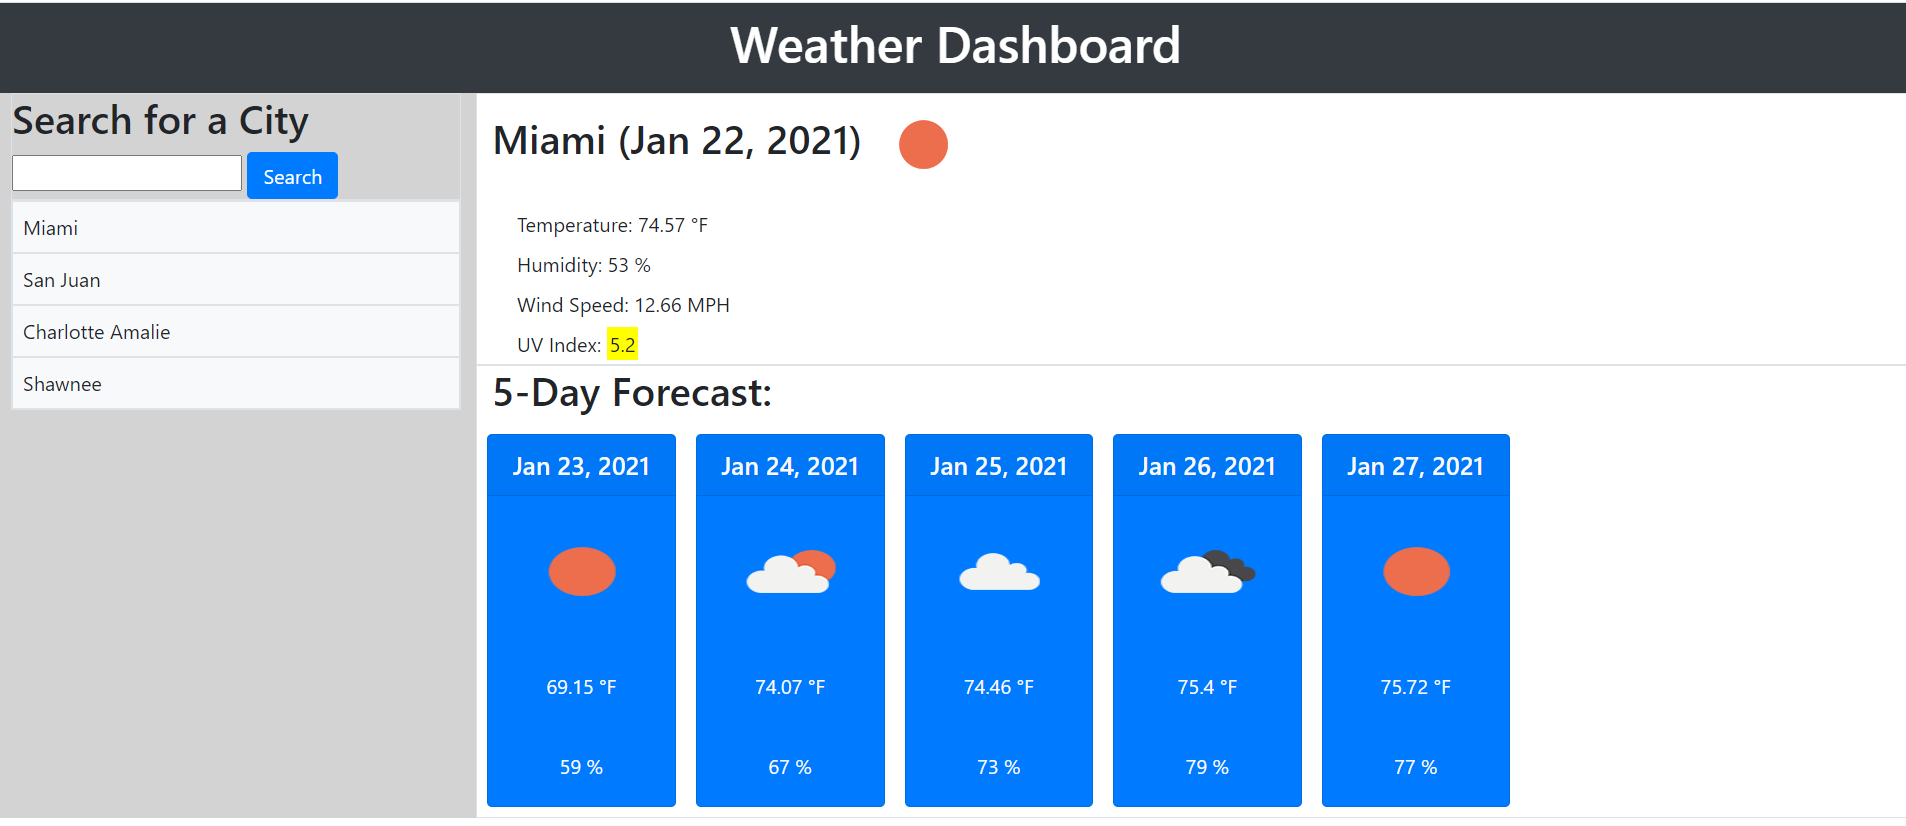 Weather Dashboard
Search for a City
Search
Miami
San Juan
Charlotte Amalie
Shawnee
Miami (Jan 22, 2021)
Temperature: 74.57 °F
Humidity: 53 %
Wind Speed: 12.66 MPH
UV Index: 5.2
5-Day Forecast:
Jan 23, 2021
69.15 °F
59 %
Jan 24, 2021
74.07 °F
67 %
Jan 25, 2021
74.46 °F
73 %
Jan 26, 2021
75.4 °F
79 %
Jan 27, 2021
75.72 °F
77 %